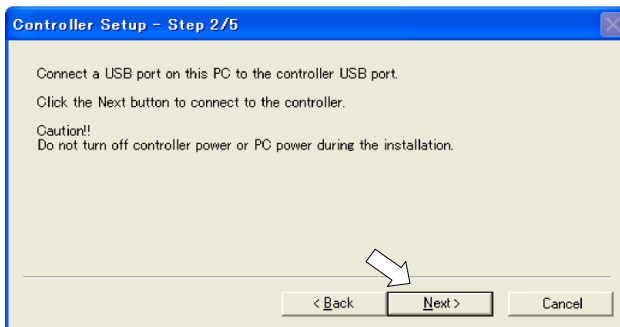 Controller Setup - Step 2/5
Connect a USB port on this PC to the controller USB port.
Click the Next button to connect to the controller.
Caution!!
Do not turn off controller power or PC power during the installation.
< Back
Next >
Cancel